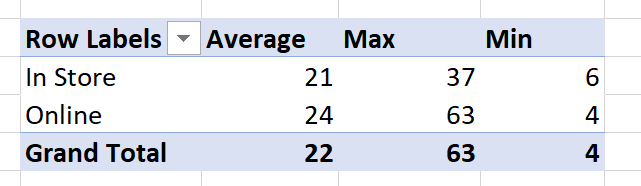 Row Labels Average Max Min
In Store 21 37 6
Online 24 63 4
Grand Total 22 63 4